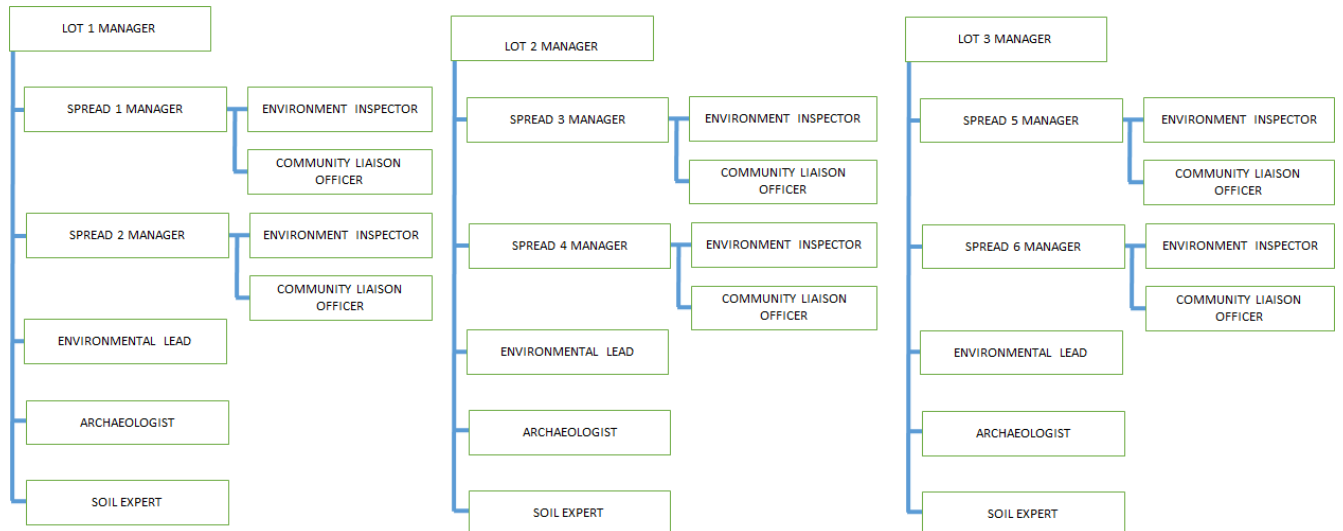 LOT 1 MANAGER
SPREAD 1 MANAGER
ENVIRONMENT INSPECTOR
COMMUNITY LIAISON
OFFICER
SPREAD 2 MANAGER
ENVIRONMENT INSPECTOR
COMMUNITY LIAISON
OFFICER
ENVIRONMENTAL LEAD
ARCHAEOLOGIST
SOIL EXPERT
LOT 2 MANAGER
SPREAD 3 MANAGER
ENVIRONMENT INSPECTOR
COMMUNITY LIAISON
OFFICER
SPREAD 4 MANAGER
ENVIRONMENT INSPECTOR
COMMUNITY LIAISON
OFFICER
ENVIRONMENTAL LEAD
ARCHAEOLOGIST
SOIL EXPERT
LOT 3 MANAGER
SPREAD 5 MANAGER
ENVIRONMENT INSPECTOR
COMMUNITY LIAISON
OFFICER
SPREAD 6 MANAGER
ENVIRONMENT INSPECTOR
COMMUNITY LIAISON
OFFICER
ENVIRONMENTAL LEAD
ARCHAEOLOGIST
SOIL EXPERT